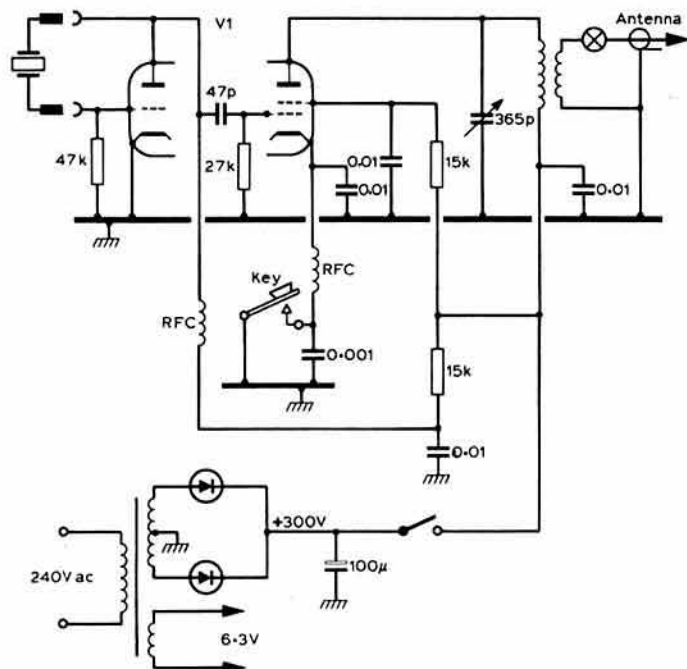 Antenna
V1
47p
365p
47k
27k
0.01
0.01
15k
0.01
Key
RFC
RFC
0.001
15k
0.01
+300V
240V ac
100µ
6.3V